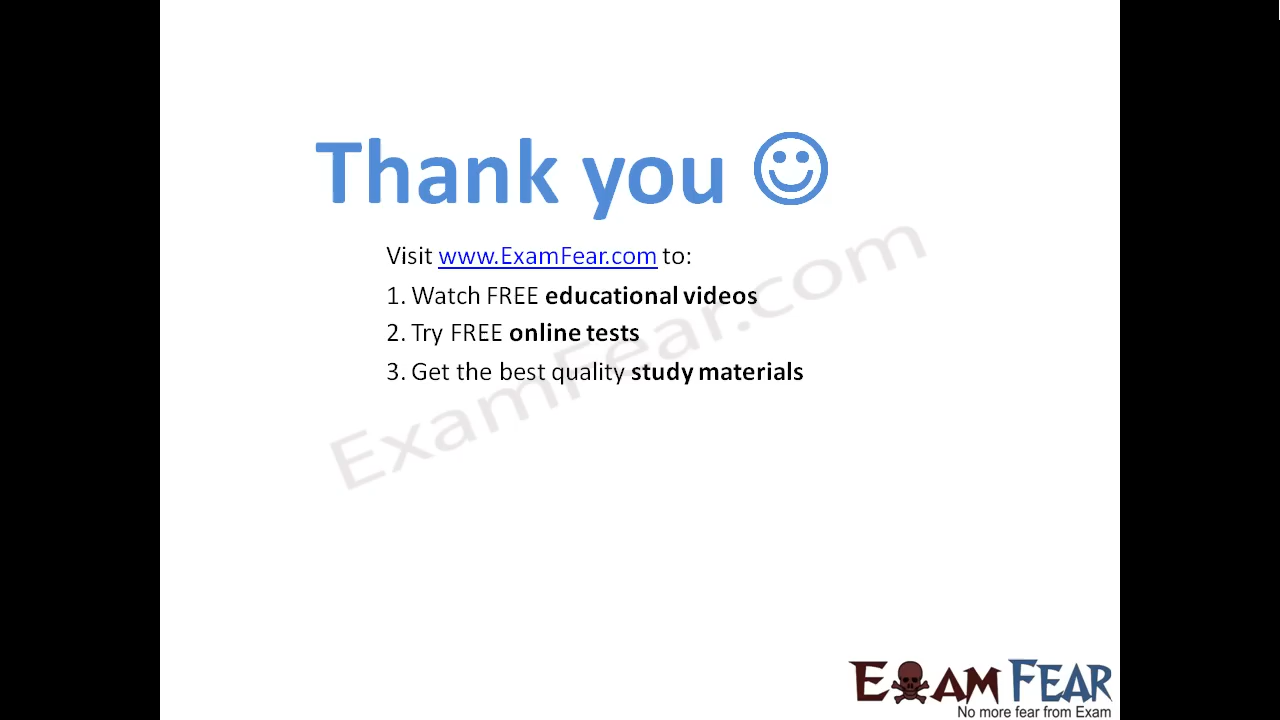 Thank you ☺
Visit www.ExamFear.com to:
1. Watch FREE educational videos
2. Try FREE online tests
3. Get the best quality study materials
ExamFear.com
EXAM FEAR
No more fear from Exam